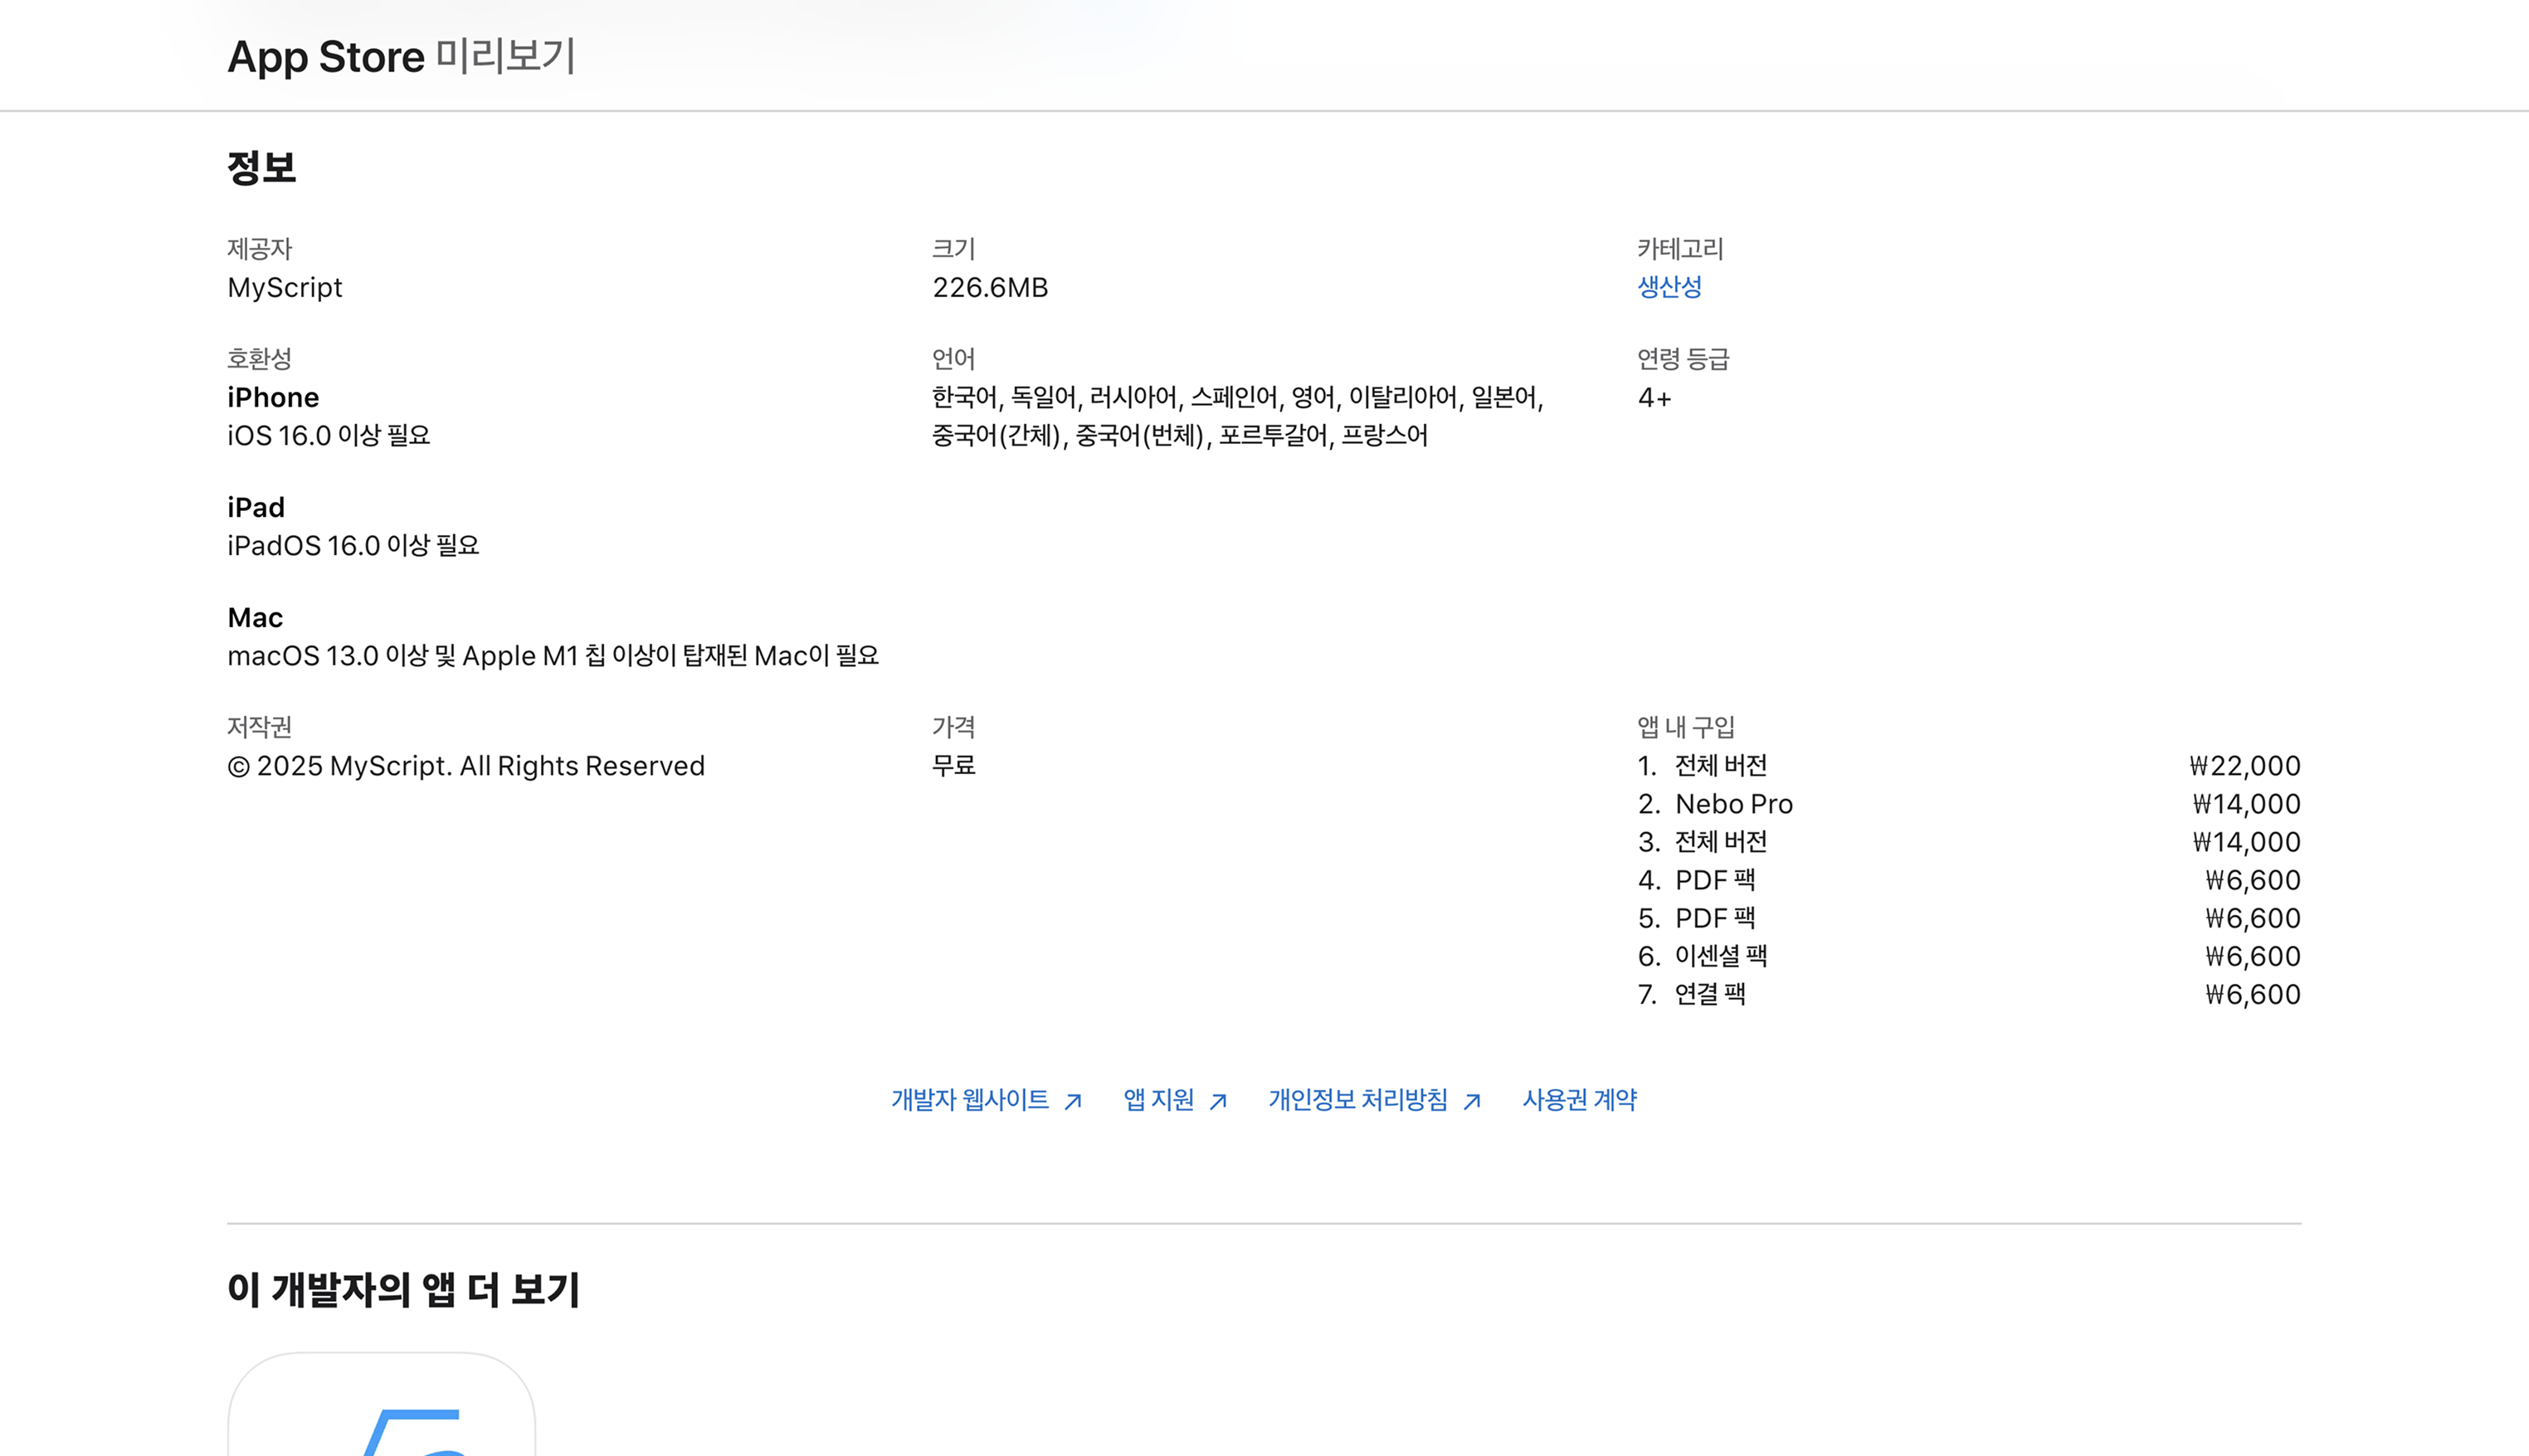 App Store 미리보기
정보
제공자
MyScript
크기
226.6MB
카테고리
생산성
호환성
iPhone
iOS 16.0 이상 필요
iPad
iPadOS 16.0 이상 필요
Mac
macOS 13.0 이상 및 Apple M1 칩 이상이 탑재된 Mac이 필요
언어
한국어, 독일어, 러시아어, 스페인어, 영어, 이탈리아어, 일본어,
중국어(간체), 중국어(번체), 포르투갈어, 프랑스어
연령 등급
4+
저작권
© 2025 MyScript. All Rights Reserved
가격
무료
앱 내 구입
1. 전체 버전 ₩22,000
2. Nebo Pro ₩14,000
3. 전체 버전 ₩14,000
4. PDF 팩 ₩6,600
5. PDF 팩 ₩6,600
6. 이센셜 팩 ₩6,600
7. 연결 팩 ₩6,600
개발자 웹사이트 ↗ 앱 지원 ↗ 개인정보 처리방침 ↗ 사용권 계약
이 개발자의 앱 더 보기